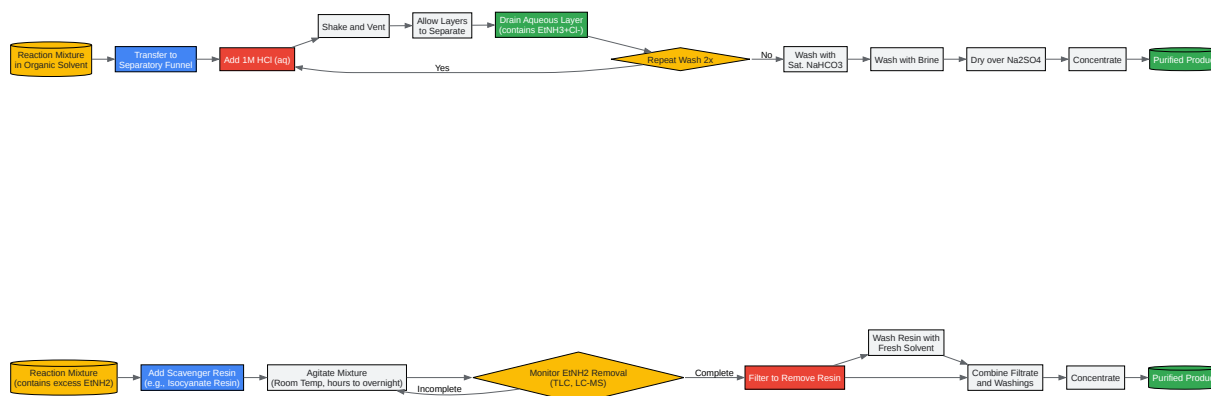 Reaction Mixture
in Organic Solvent
Transfer to
Separatory Funnel
Add 1M HCl (aq)
Shake and Vent
Allow Layers
to Separate
Drain Aqueous Layer
(contains EtNH3+Cl-)
Repeat Wash 2x
Yes
No
Wash with
Sat. NaHCO3
Wash with Brine
Dry over Na2SO4
Concentrate
Purified Produc
Reaction Mixture
(contains excess EtNH2)
Add Scavenger Resin
(e.g., Isocyanate Resin)
Agitate Mixture
(Room Temp, hours to overnight)
Incomplete
Monitor EtNH2 Removal
(TLC, LC-MS)
Complete
Filter to Remove Resin
Wash Resin with
Fresh Solvent
Combine Filtrate
and Washings
Concentrate
Purified Produc